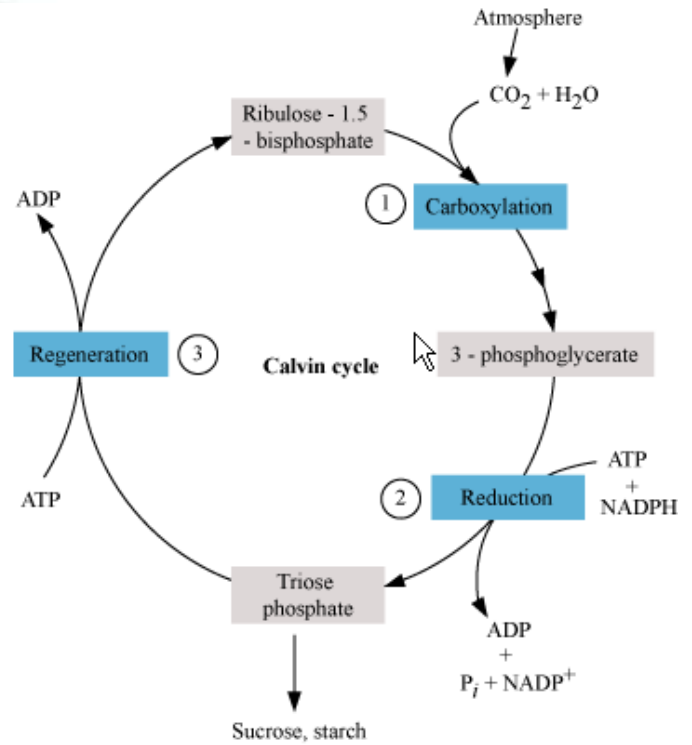 Atmosphere
CO2 + H2O
Ribulose - 1.5
- bisphosphate
1
Carboxylation
ADP
Regeneration
3
Calvin cycle
3 - phosphoglycerate
ATP
2
Reduction
ATP
+
NADPH
Triose
phosphate
ADP
+
Pi + NADP+
Sucrose, starch